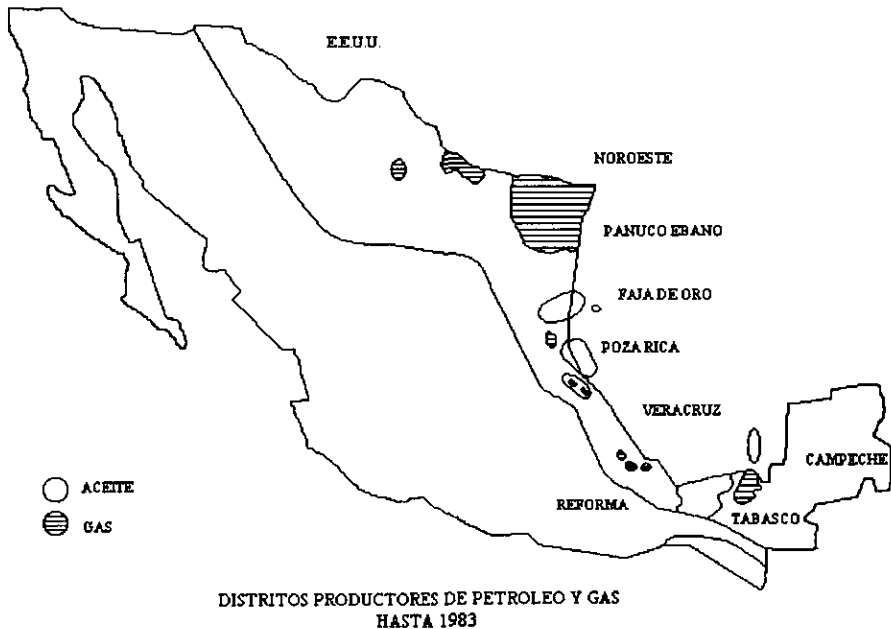 E.E.U.U.
NOROESTE
PANUCO EBANO
FAJA DE ORO
POZA RICA
VERACRUZ
CAMPECHE
REFORMA
TABASCO
ACEITE
GAS
DISTRITOS PRODUCTORES DE PETROLEO Y GAS
HASTA 1983